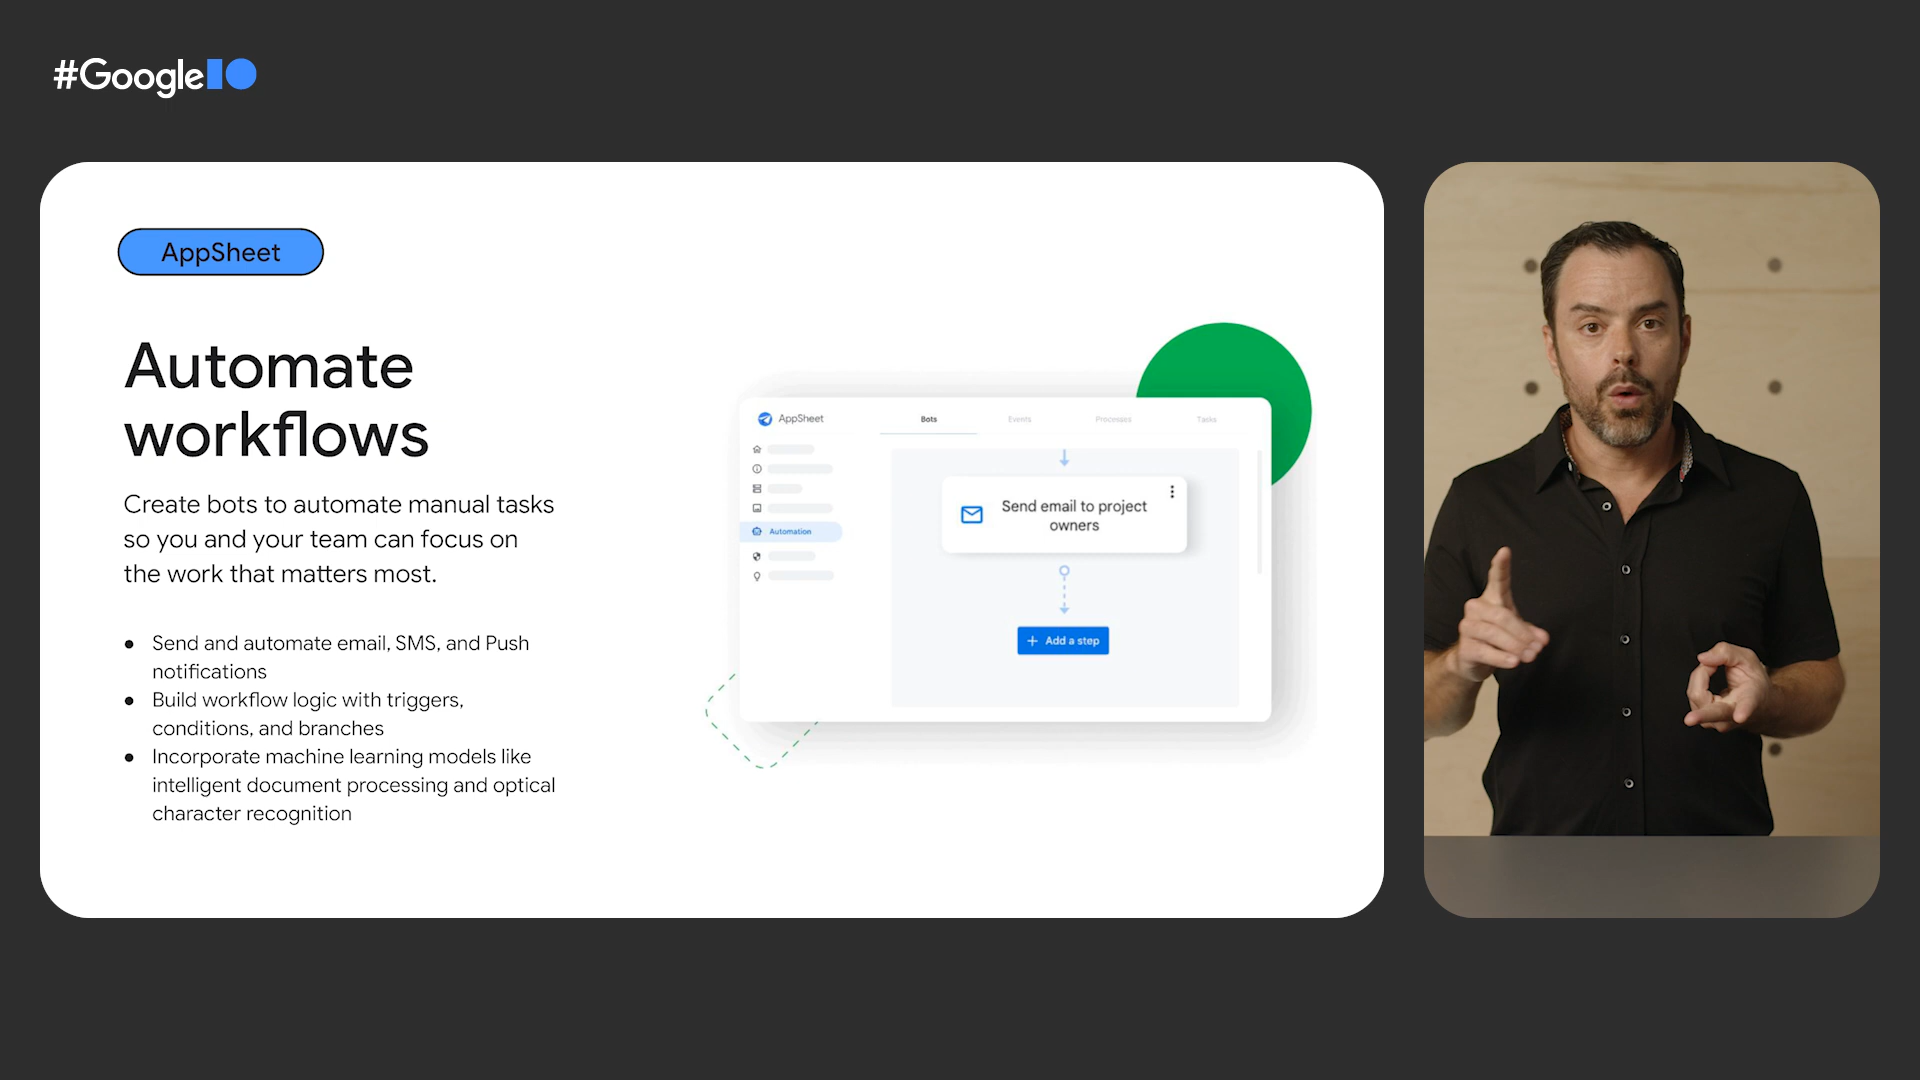 #GoogleIO
AppSheet
Automate
workflows
Create bots to automate manual tasks
so you and your team can focus on
the work that matters most.
● Send and automate email, SMS, and Push
notifications
● Build workflow logic with triggers,
conditions, and branches
● Incorporate machine learning models like
intelligent document processing and optical
character recognition
AppSheet
Bots
Events
Processes
Tasks
Automation
Send email to project
owners
+ Add a step